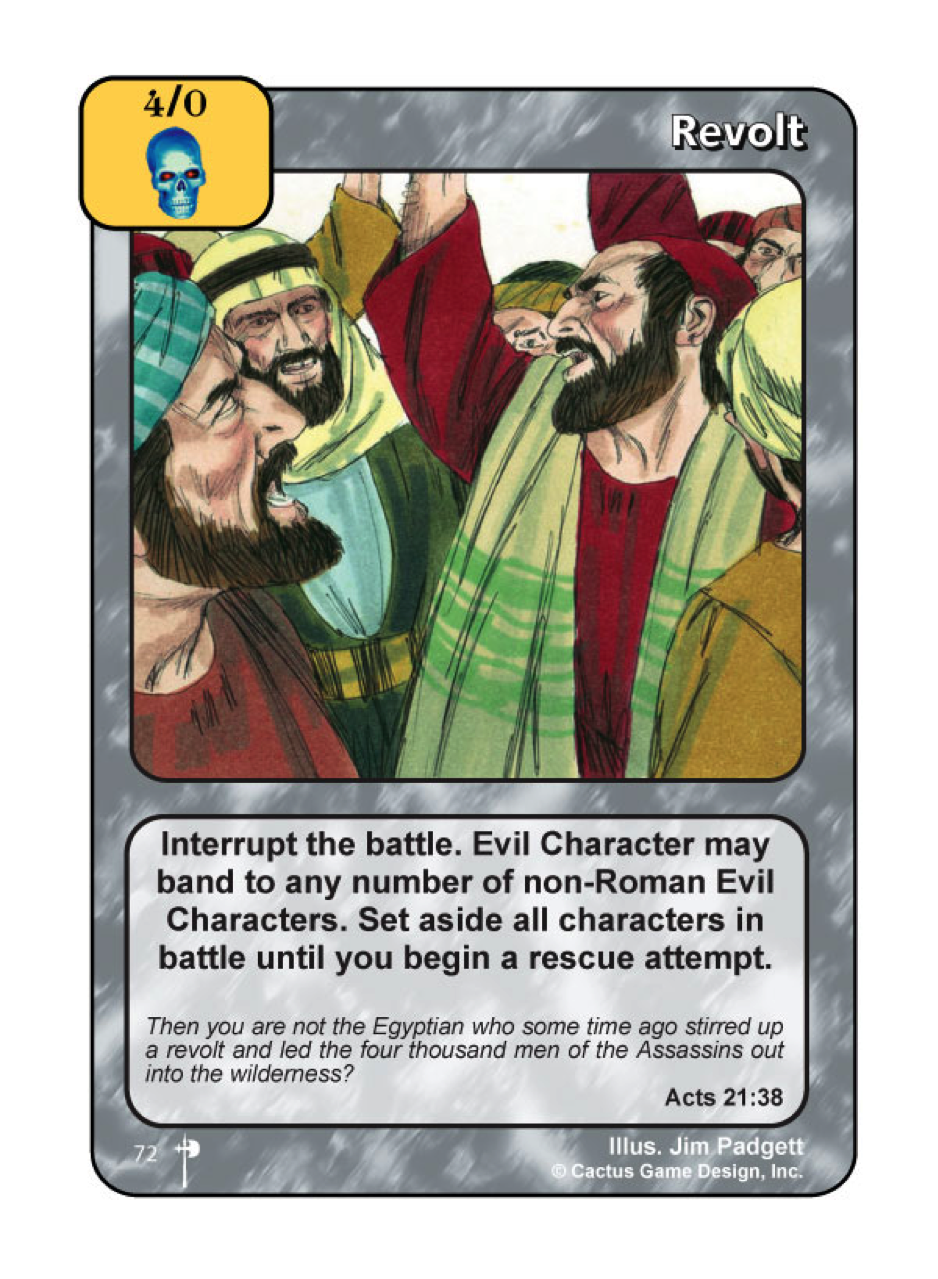 4/0
Revolt
Interrupt the battle. Evil Character may
band to any number of non-Roman Evil
Characters. Set aside all characters in
battle until you begin a rescue attempt.
Then you are not the Egyptian who some time ago stirred up
a revolt and led the four thousand men of the Assassins out
into the wilderness?
Acts 21:38
72
Illus. Jim Padgett
© Cactus Game Design, Inc.